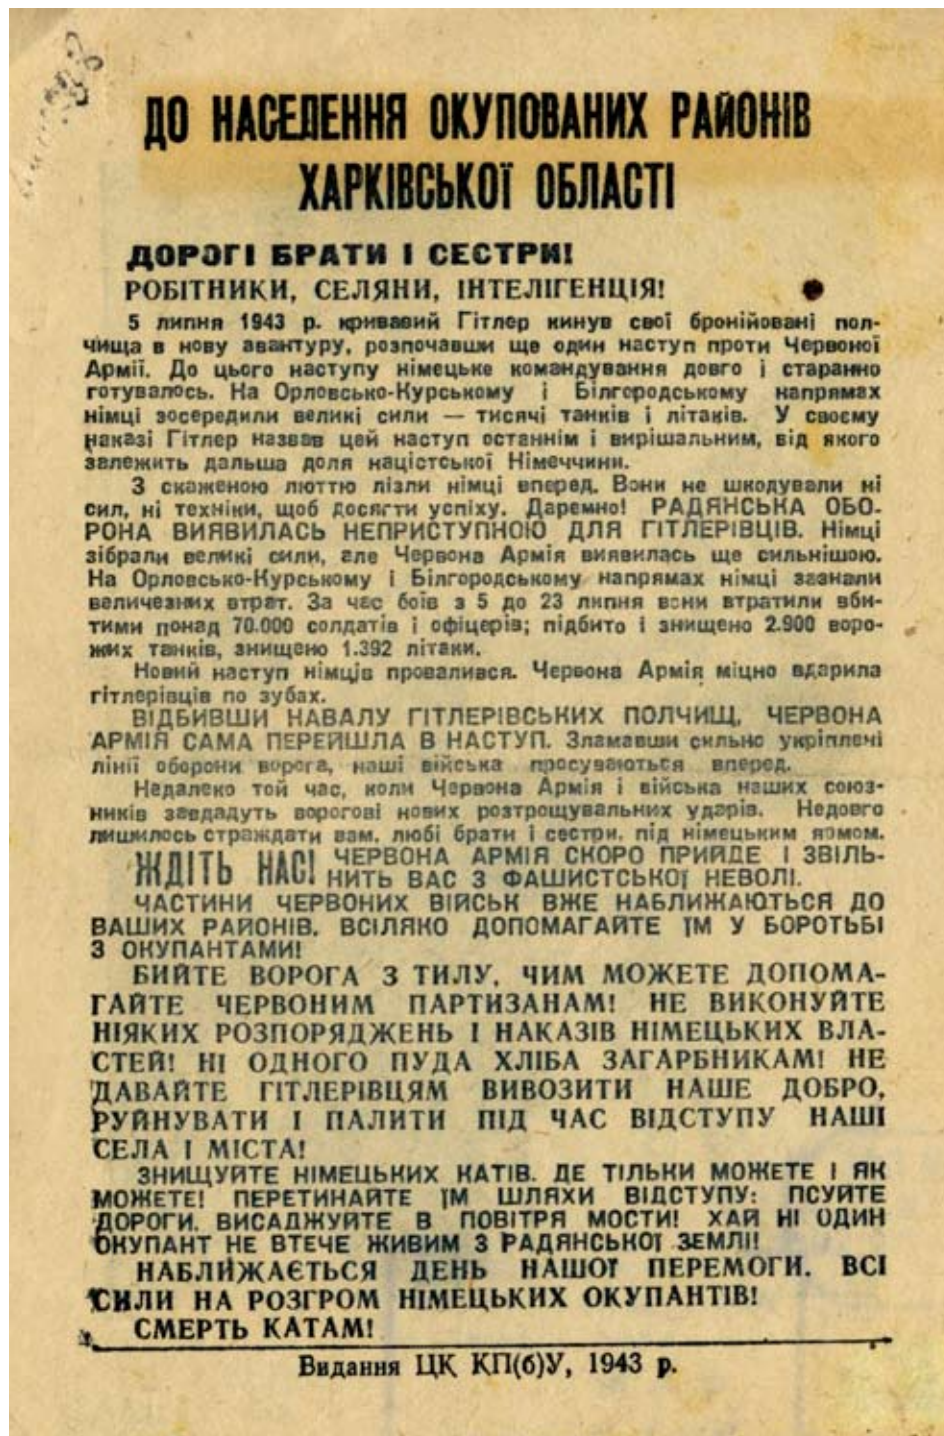 ДО НАСЕЛЕННЯ ОКУПОВАНИХ РАЙОНІВ
ХАРКІВСЬКОЇ ОБЛАСТІ
ДОРОГІ БРАТИ І СЕСТРИ!
РОБІТНИКИ, СЕЛЯНИ, ІНТЕЛІГЕНЦІЯ!
5 липня 1943 р. кривавий Гітлер кинув свої бронійовані пол-
чища в нову авантуру, розпочавши ще один наступ проти Червоної
Армії. До цього наступу німецьке командування довго і старанно
готувалось. На Орловсько-Курському і Білгородському напрямах
німці зосередили великі сили — тисячі танків і літаків. У своєму
наказі Гітлер назвав цей наступ останнім і вирішальним, від якого
залежить дальша доля націстської Німеччини.
З скаженою люттю лізли німці вперед. Вони не шкодували ні
сил, ні техніки, щоб досягти успіху. Даремно! РАДЯНСЬКА ОБО-
РОНА ВИЯВИЛАСЬ НЕПРИСТУПНОЮ ДЛЯ ГІТЛЕРІВЦІВ. Німці
зібрали великі сили, але Червона Армія виявилась ще сильнішою.
На Орловсько-Курському і Білгородському напрямах німці зазнали
величезних втрат. За час боїв з 5 до 23 липня вони втратили вби-
тими понад 70.000 солдатів і офіцерів; підбито і знищено 2.900 воро-
жих танків, знищено 1.392 літаки.
Новий наступ німців провалився. Червона Армія міцно вдарила
гітлерівців по зубах.
ВІДБИВШИ НАВАЛУ ГІТЛЕРІВСЬКИХ ПОЛЧИЩ, ЧЕРВОНА
АРМІЯ САМА ПЕРЕЙШЛА В НАСТУП. Зламавши сильно укріплені
лінії оборони ворога, наші війська просуваються вперед.
Недалеко той час, коли Червона Армія і війська наших союз-
ників завдадуть ворогові нових розтрощувальних ударів. Недовго
лишилось страждати вам, любі брати і сестри, під німецьким ярмом.
ЖДІТЬ НАС! ЧЕРВОНА АРМІЯ СКОРО ПРИЙДЕ І ЗВІЛЬ-
НИТЬ ВАС З ФАШИСТСЬКОЇ НЕВОЛІ.
ЧАСТИНИ ЧЕРВОНИХ ВІЙСЬК ВЖЕ НАБЛИЖАЮТЬСЯ ДО
ВАШИХ РАЙОНІВ. ВСІЛЯКО ДОПОМАГАЙТЕ ЇМ У БОРОТЬБІ
З ОКУПАНТАМИ!
БИЙТЕ ВОРОГА З ТИЛУ, ЧИМ МОЖЕТЕ ДОПОМА-
ГАЙТЕ ЧЕРВОНИМ ПАРТИЗАНАМ! НЕ ВИКОНУЙТЕ
НІЯКИХ РОЗПОРЯДЖЕНЬ І НАКАЗІВ НІМЕЦЬКИХ ВЛА-
СТЕЙ! НІ ОДНОГО ПУДА ХЛІБА ЗАГАРБНИКАМ! НЕ
ДАВАЙТЕ ГІТЛЕРІВЦЯМ ВИВОЗИТИ НАШЕ ДОБРО,
РУЙНУВАТИ І ПАЛИТИ ПІД ЧАС ВІДСТУПУ НАШІ
СЕЛА І МІСТА!
ЗНИЩУЙТЕ НІМЕЦЬКИХ КАТІВ, ДЕ ТІЛЬКИ МОЖЕТЕ І ЯК
МОЖЕТЕ! ПЕРЕТИНАЙТЕ ЇМ ШЛЯХИ ВІДСТУПУ: ПСУЙТЕ
ДОРОГИ, ВИСАДЖУЙТЕ В ПОВІТРЯ МОСТИ! ХАЙ НІ ОДИН
ОКУПАНТ НЕ ВТЕЧЕ ЖИВИМ З РАДЯНСЬКОЇ ЗЕМЛІ!
НАБЛИЖАЄТЬСЯ ДЕНЬ НАШОЇ ПЕРЕМОГИ. ВСІ
СИЛИ НА РОЗГРОМ НІМЕЦЬКИХ ОКУПАНТІВ!
СМЕРТЬ КАТАМ!
Видання ЦК КП(б)У, 1943 р.